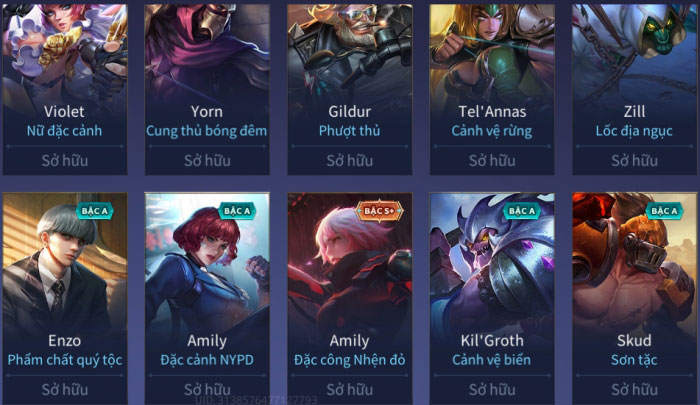 Violet
Nữ đặc cảnh
Sở hữu
Yorn
Cung thủ bóng đêm
Sở hữu
Gildur
Phượt thủ
Sở hữu
Tel'Annas
Cảnh vệ rừng
Sở hữu
Zill
Lốc địa ngục
Sở hữu
BẬC A
Enzo
Phẩm chất quý tộc
Sở hữu
BẬC A
Amily
Đặc cảnh NYPD
Sở hữu
BẬC S+
Amily
Đặc công Nhện đỏ
Sở hữu
BẬC A
Kil'Groth
Cảnh vệ biển
Sở hữu
BẬC A
Skud
Sơn tặc
Sở hữu
UID: 3138576477127793